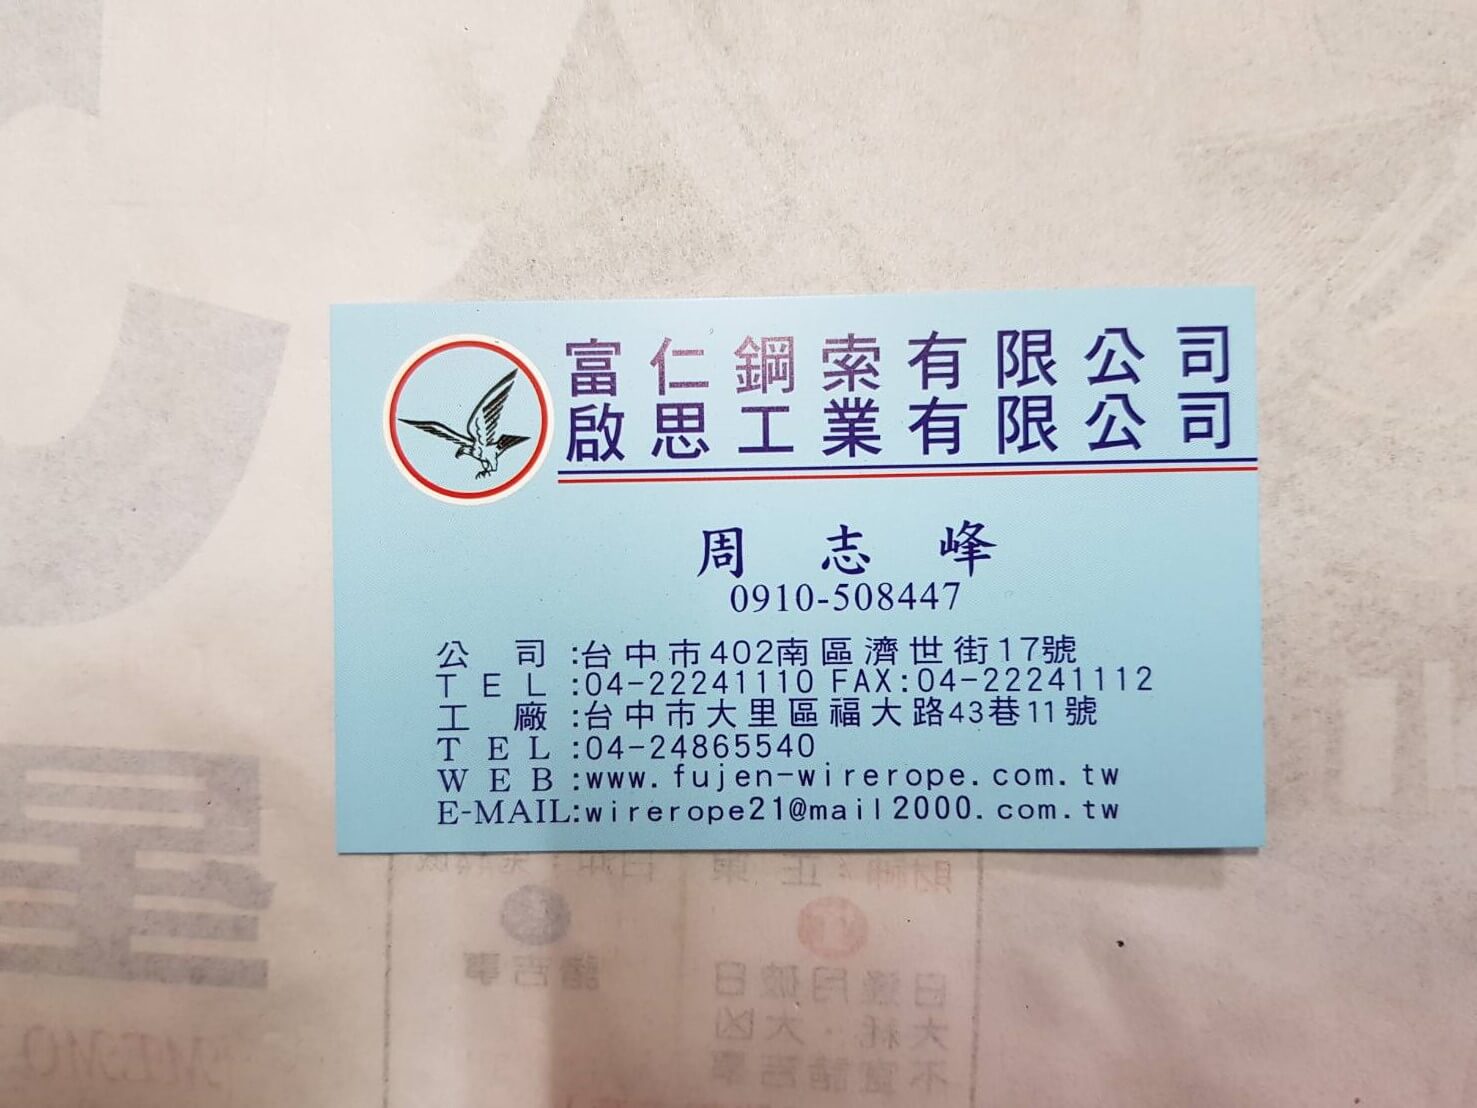 富仁鋼索有限公司
啟思工業有限公司
周志峰
0910-508447
公司:台中市402南區濟世街17號
TEL:04-22241110 FAX:04-22241112
工廠:台中市大里區福大路43巷11號
TEL:04-24865540
WEB:www.fujen-wirerope.com.tw
E-MAIL:wirerope21@mail2000.com.tw